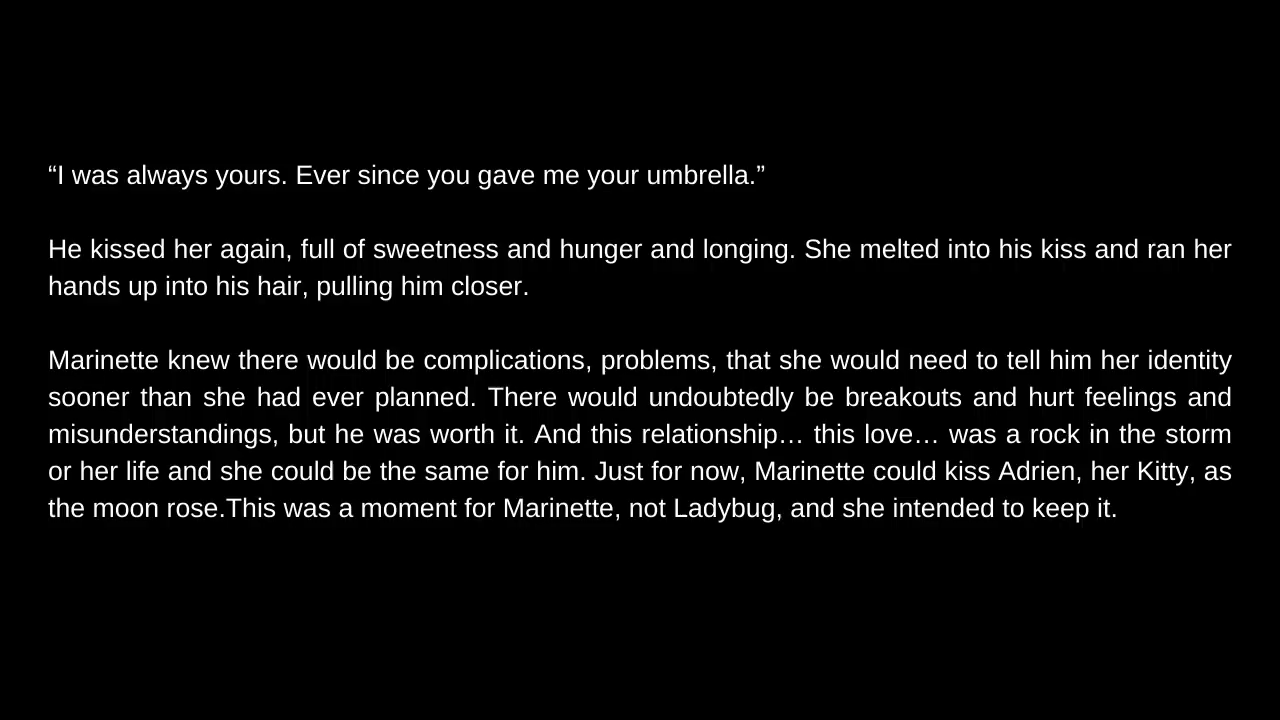 “I was always yours. Ever since you gave me your umbrella.”
He kissed her again, full of sweetness and hunger and longing. She melted into his kiss and ran her
hands up into his hair, pulling him closer.
Marinette knew there would be complications, problems, that she would need to tell him her identity
sooner than she had ever planned. There would undoubtedly be breakouts and hurt feelings and
misunderstandings, but he was worth it. And this relationship… this love… was a rock in the storm
or her life and she could be the same for him. Just for now, Marinette could kiss Adrien, her Kitty, as
the moon rose.This was a moment for Marinette, not Ladybug, and she intended to keep it.